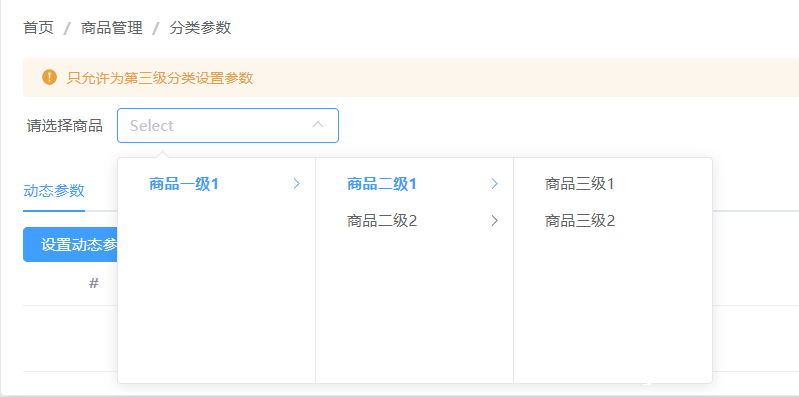 首页 / 商品管理 / 分类参数
! 只允许为第三级分类设置参数
请选择商品 Select
动态参数
商品一级1 商品二级1 商品三级1
商品二级2 商品三级2
设置动态参
#